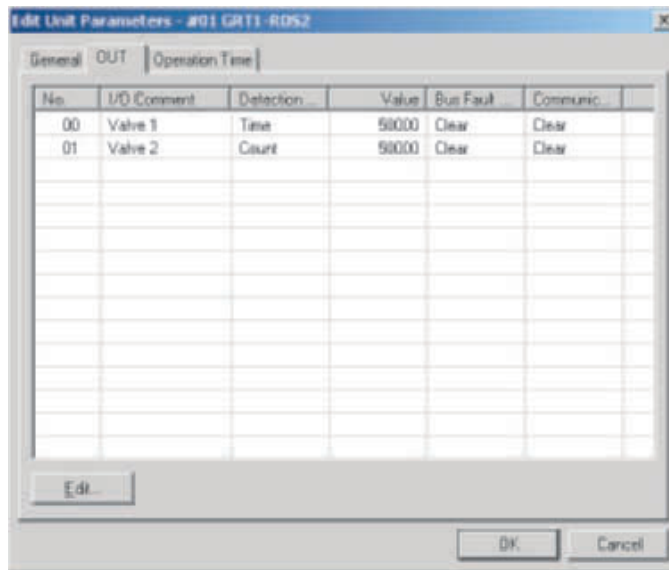 Edit Unit Parameters - #01 GRT1-ROS2
General OUT Operation Time
No. I/O Comment Detection ... Value Bus Fault ... Communic...
00 Valve 1 Time 50000 Clear Clear
01 Valve 2 Count 50000 Clear Clear
Edit...
OK Cancel